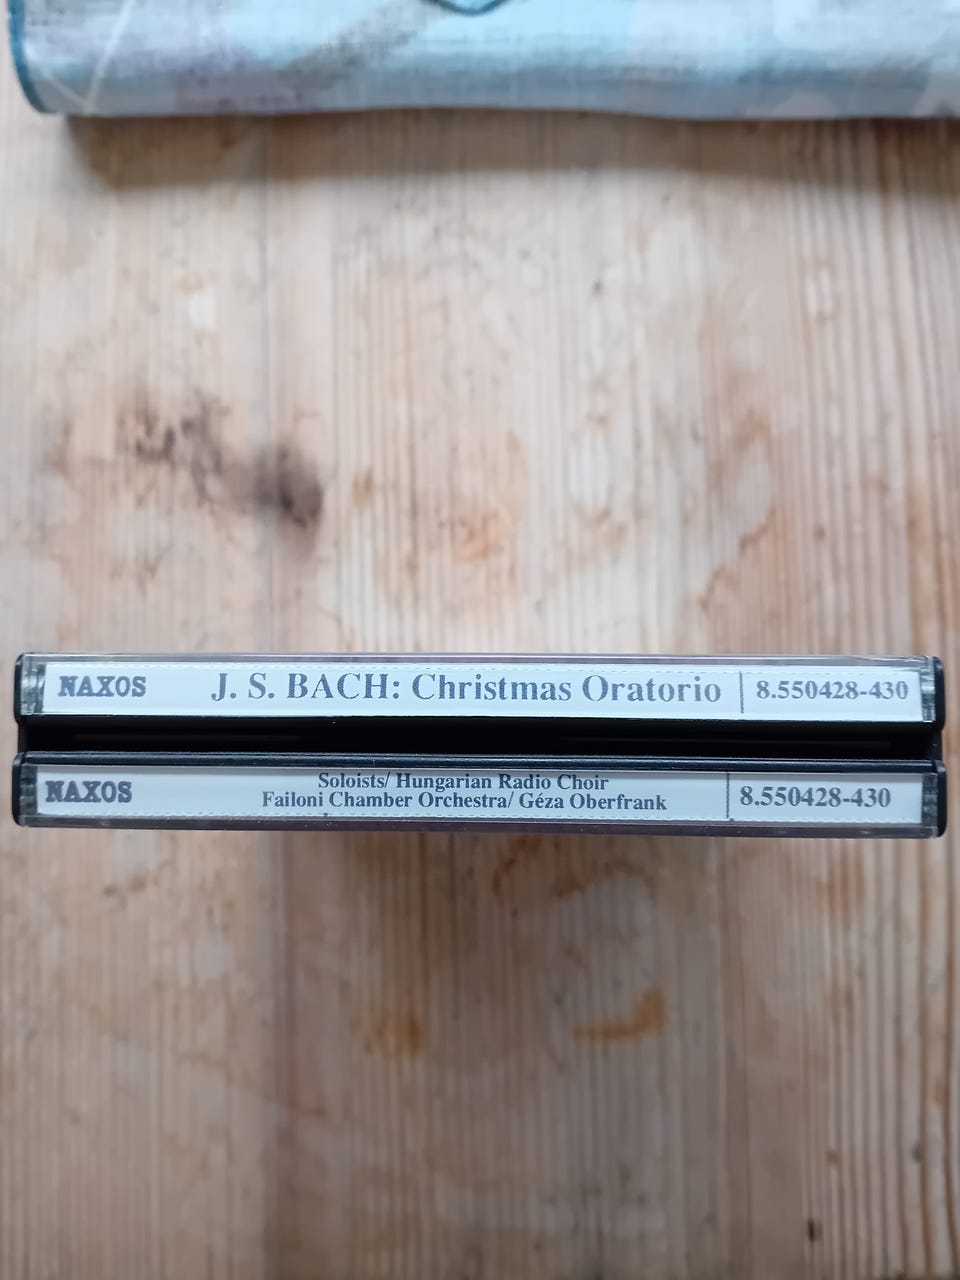 NAXOS J. S. BACH: Christmas Oratorio 8.550428-430
NAXOS Soloists/ Hungarian Radio Choir
Failoni Chamber Orchestra/ Géza Oberfrank 8.550428-430